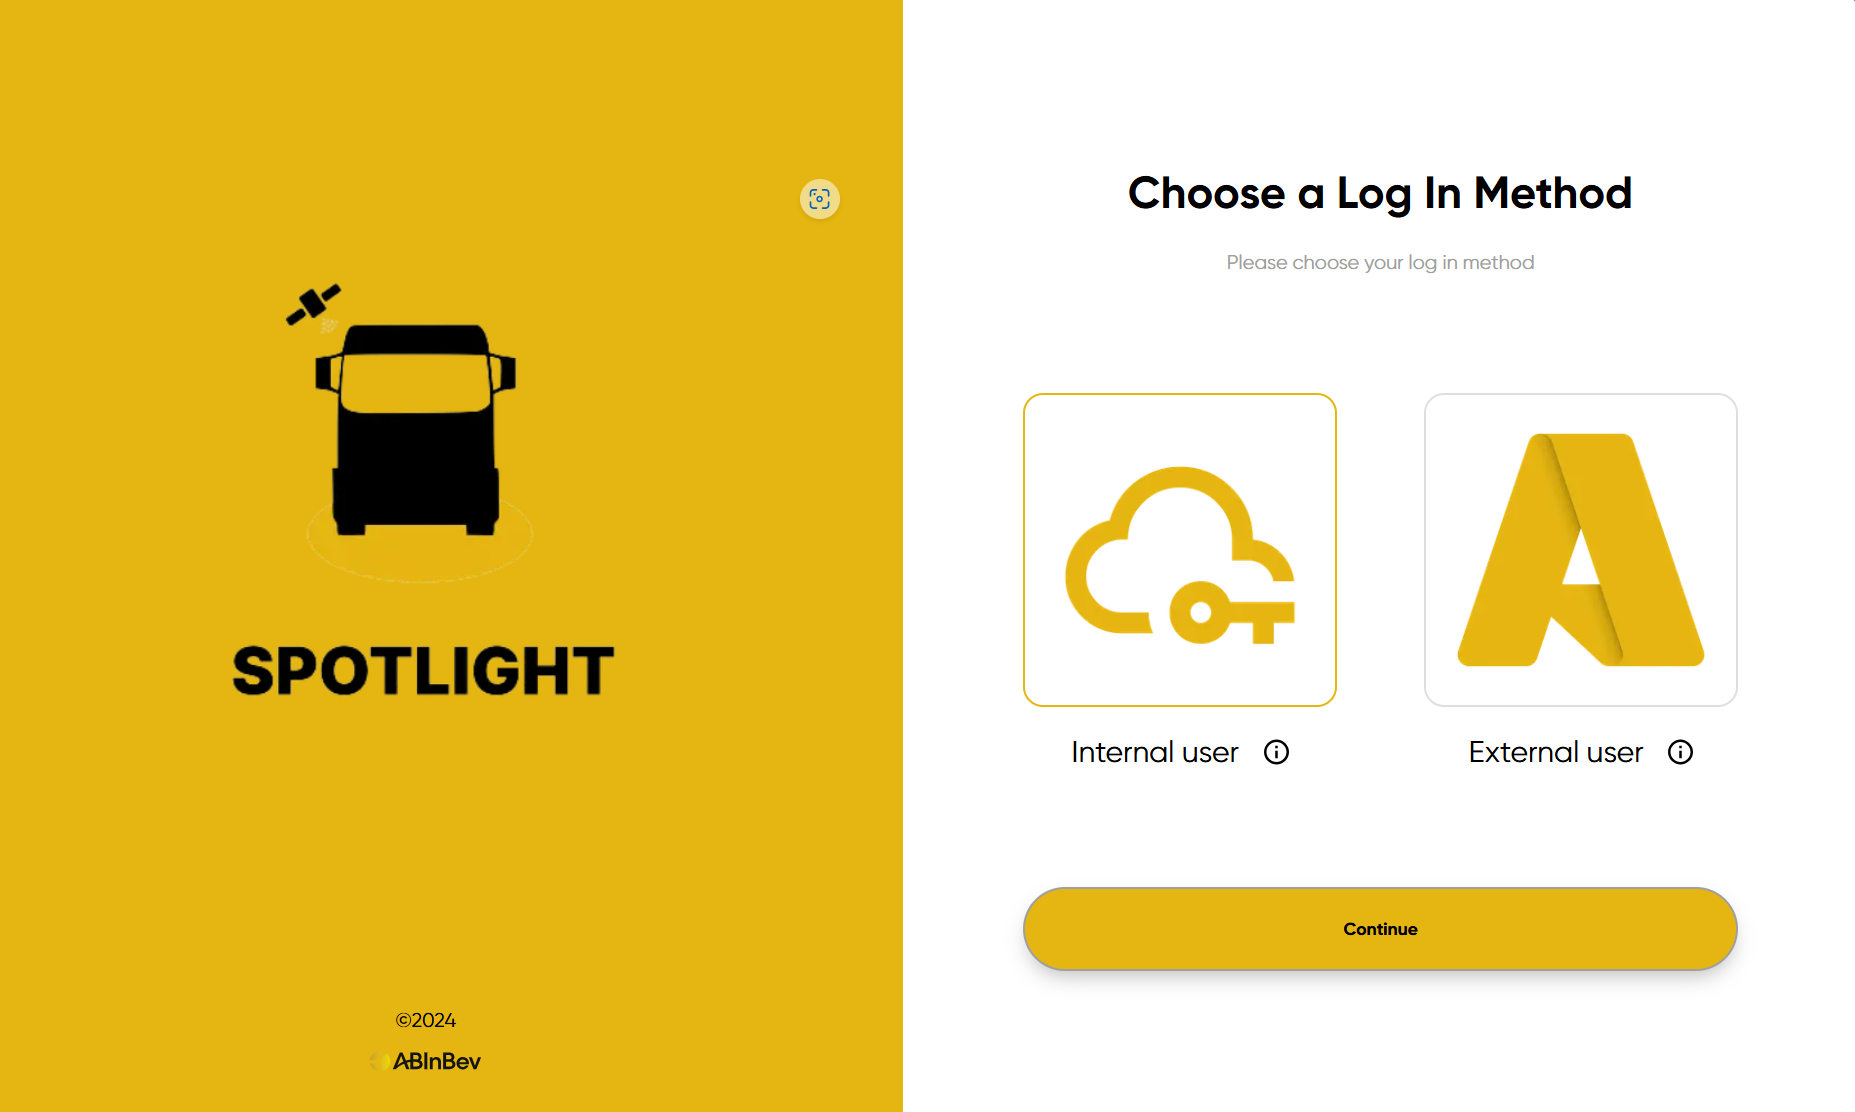 SPOTLIGHT
©2024
ABInBev
Choose a Log In Method
Please choose your log in method
Internal user
External user
Continue